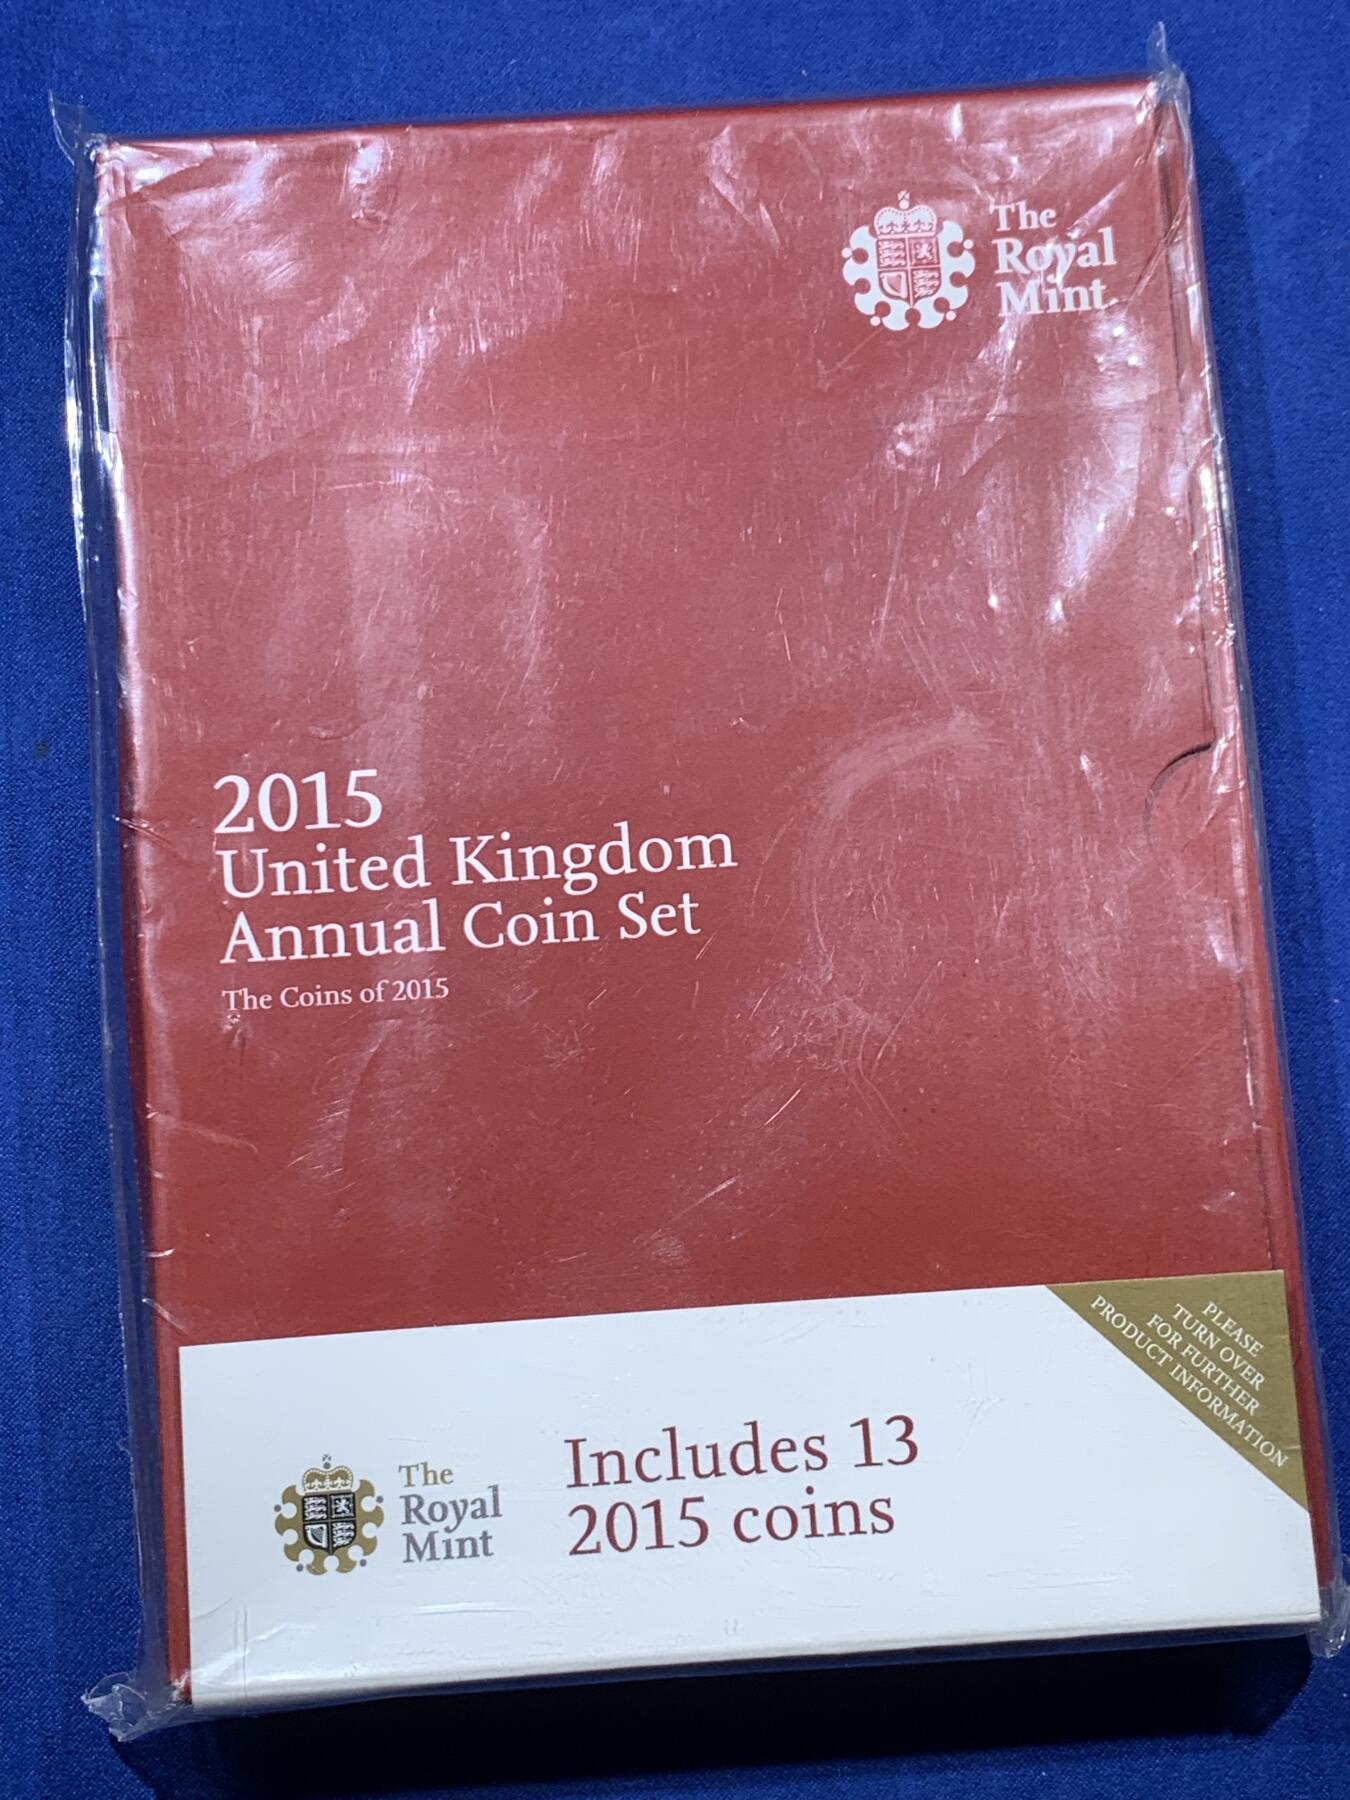 The
Royal
Mint
2015
United Kingdom
Annual Coin Set
The Coins of 2015
PLEASE
TURN OVER
FOR FURTHER
PRODUCT INFORMATION
The
Royal
Mint
Includes 13
2015 coins